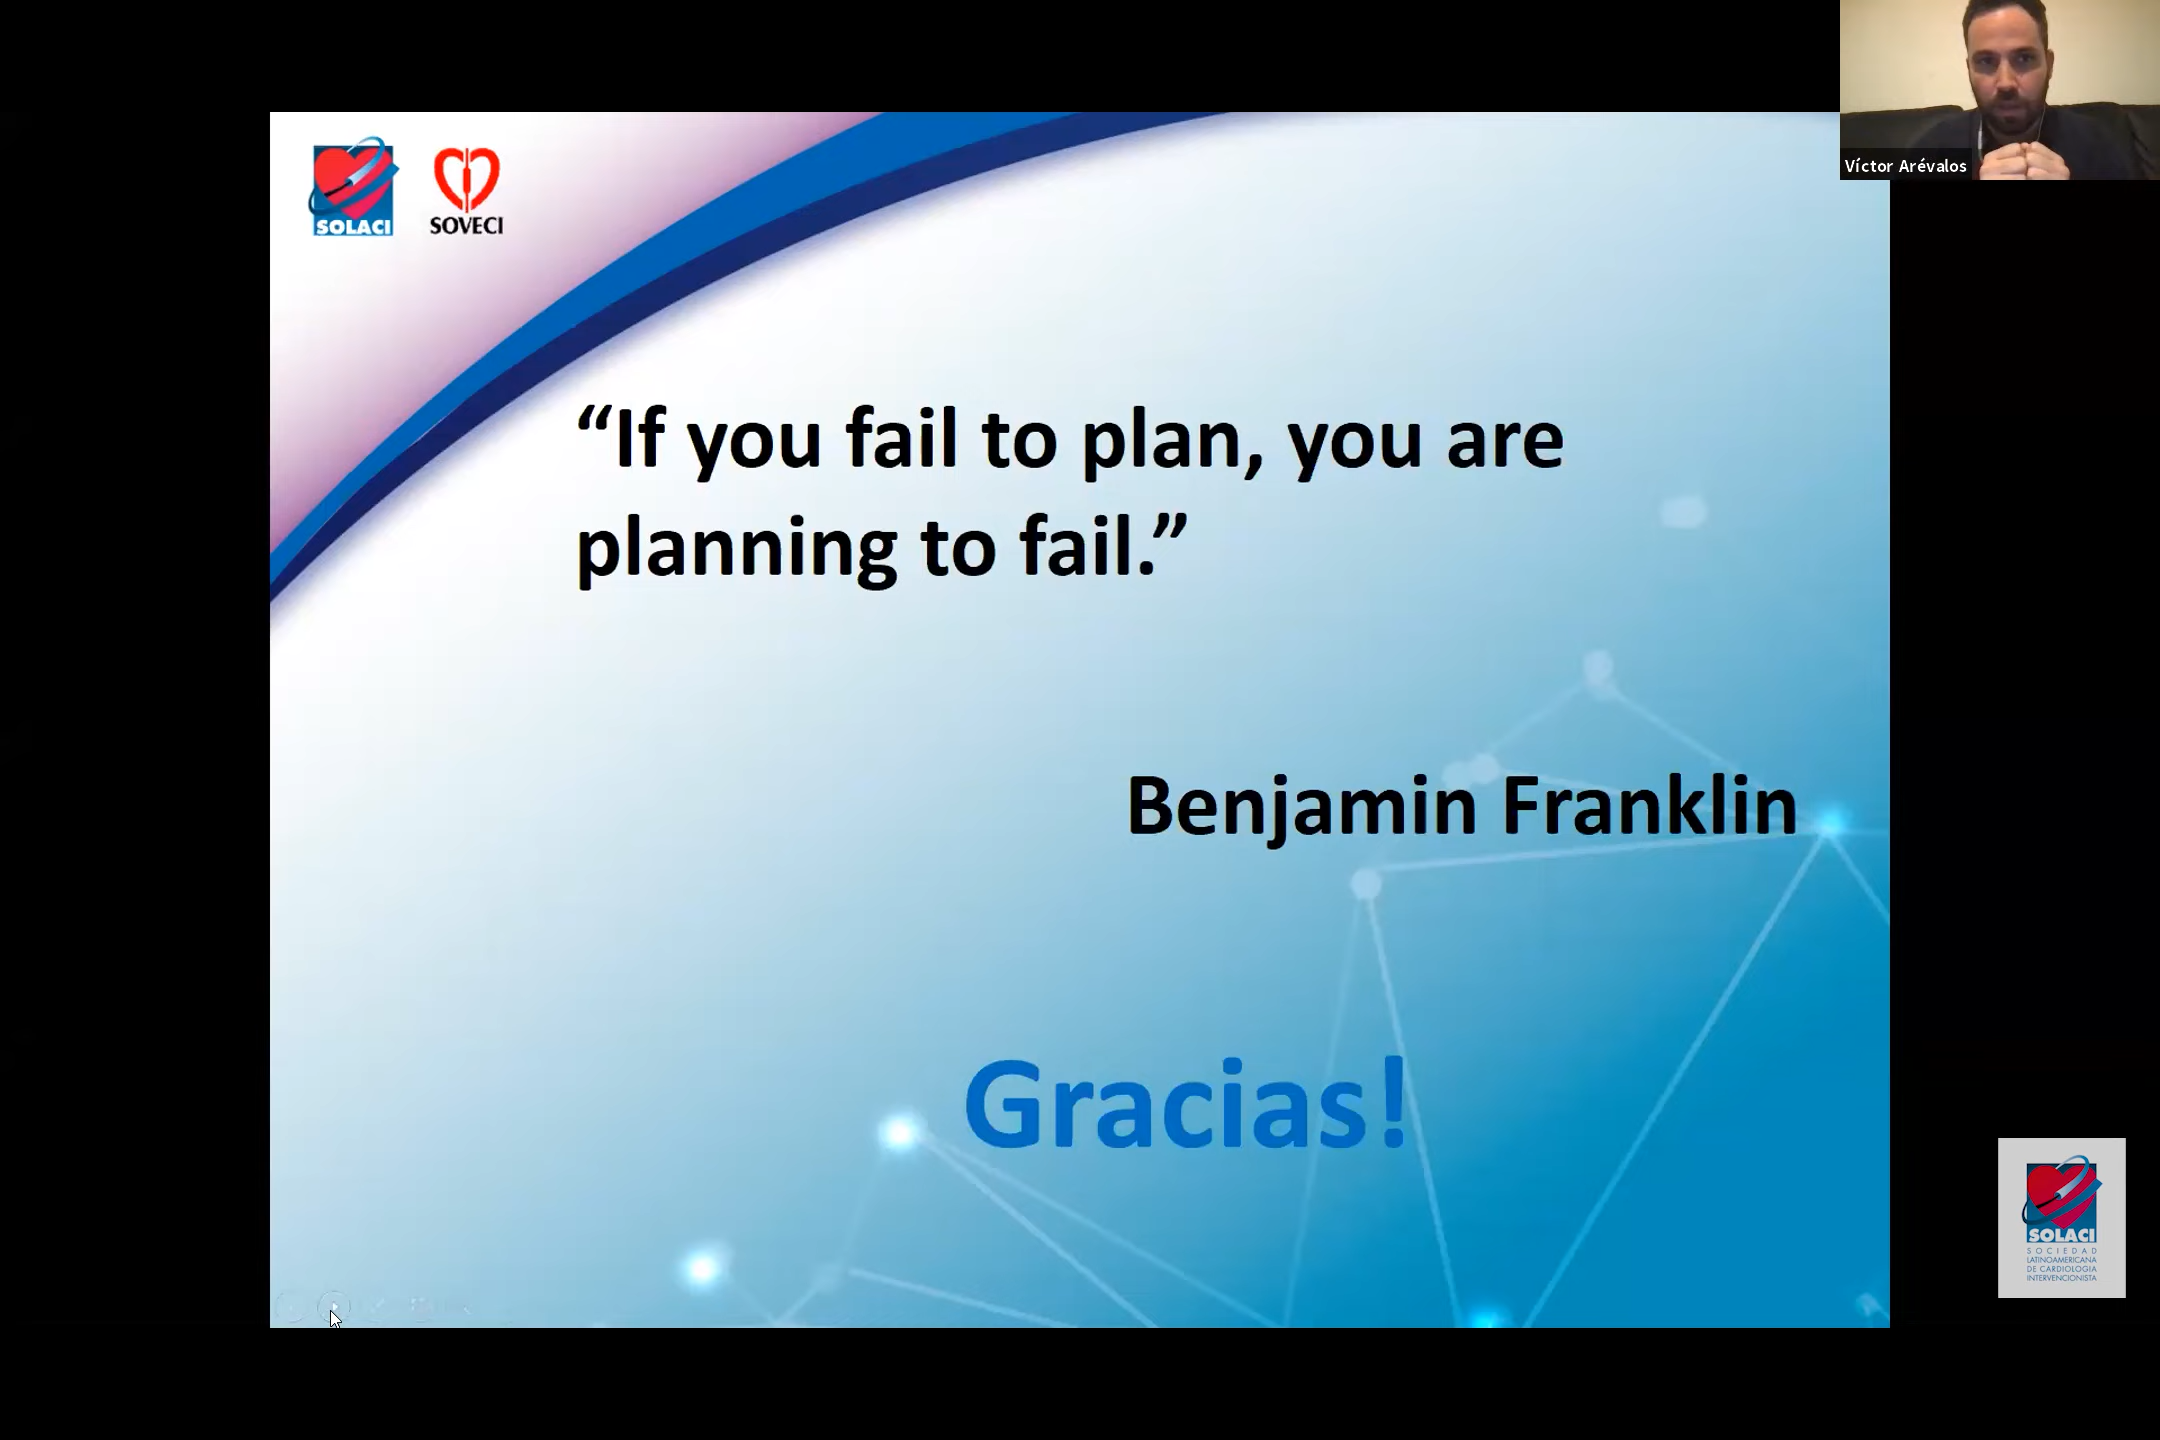 SOLACI
SOVECI
Víctor Arévalos
“If you fail to plan, you are
planning to fail.”
Benjamin Franklin
Gracias!
SOLACI
SOCIEDAD
LATINOAMERICANA
DE CARDIOLOGIA
INTERVENCIONISTA